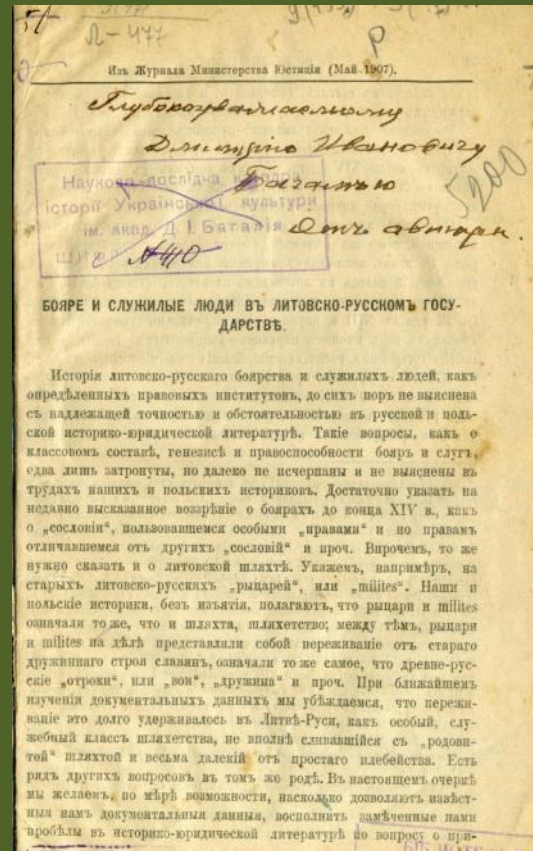 Л-477
Р
Изъ Журнала Министерства Юстиціи (Май 1907).
Глубокоуважаемому
Дмитрію Ивановичу
Багалѣю
отъ автора.
5200
Науково-дослідча кафедра
історії Української культури
ім. акад. Д. І. Багалія
№ 410
БОЯРЕ И СЛУЖИЛЫЕ ЛЮДИ ВЪ ЛИТОВСКО-РУССКОМЪ ГОСУ-
ДАРСТВѢ.
Исторія литовско-русскаго боярства и служилыхъ людей, какъ
опредѣленныхъ правовыхъ институтовъ, до сихъ поръ не выяснена
съ надлежащей точностью и обстоятельностью въ русской и поль-
ской историко-юридической литературѣ. Такіе вопросы, какъ о
классовомъ составѣ, генезисѣ и правоспособности бояръ и слугъ,
едва лишь затронуты, но далеко не исчерпаны и не выяснены въ
трудахъ нашихъ и польскихъ историковъ. Достаточно указать на
недавно высказанное воззрѣніе о боярахъ до конца XIV в., какъ
о „сословіи“, пользовавшемся особыми „правами“ и по правамъ
отличавшемся отъ другихъ „сословій“ и проч. Впрочемъ, то же
нужно сказать и о литовской шляхтѣ. Укажемъ, напримѣръ, на
старыхъ литовско-русскихъ „рыцарей“, или „milites“. Наши и
польскіе историки, безъ изъятія, полагаютъ, что рыцари и milites
означали то же, что и шляхта, шляхетство; между тѣмъ, рыцари
и milites на дѣлѣ представляли собой переживаніе отъ стараго
дружиннаго строя славянъ, означали то же самое, что древне-рус-
скіе „отроки“, или „вои“, „дружина“ и проч. При ближайшемъ
изученіи документальныхъ данныхъ мы убѣждаемся, что пережи-
ваніе это долго удерживалось въ Литвѣ-Руси, какъ особый, слу-
жебный классъ шляхетства, не вполнѣ сливавшійся съ „родови-
той“ шляхтой и весьма далекій отъ простаго плебейства. Есть
рядъ другихъ вопросовъ въ томъ же родѣ. Въ настоящемъ очеркѣ
мы желаемъ, по мѣрѣ возможности, насколько дозволяютъ извѣст-
ныя намъ документальныя данныя, восполнить замѣченные нами
пробѣлы въ историко-юридической литературѣ по вопросу о при-